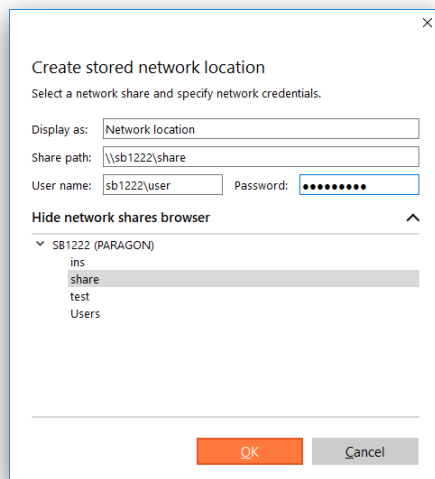 Create stored network location
Select a network share and specify network credentials.
Display as: Network location
Share path: \\sb1222\share
User name: sb1222\user Password: ●●●●●●●●●
Hide network shares browser
SB1222 (PARAGON)
ins
share
test
Users
OK Cancel